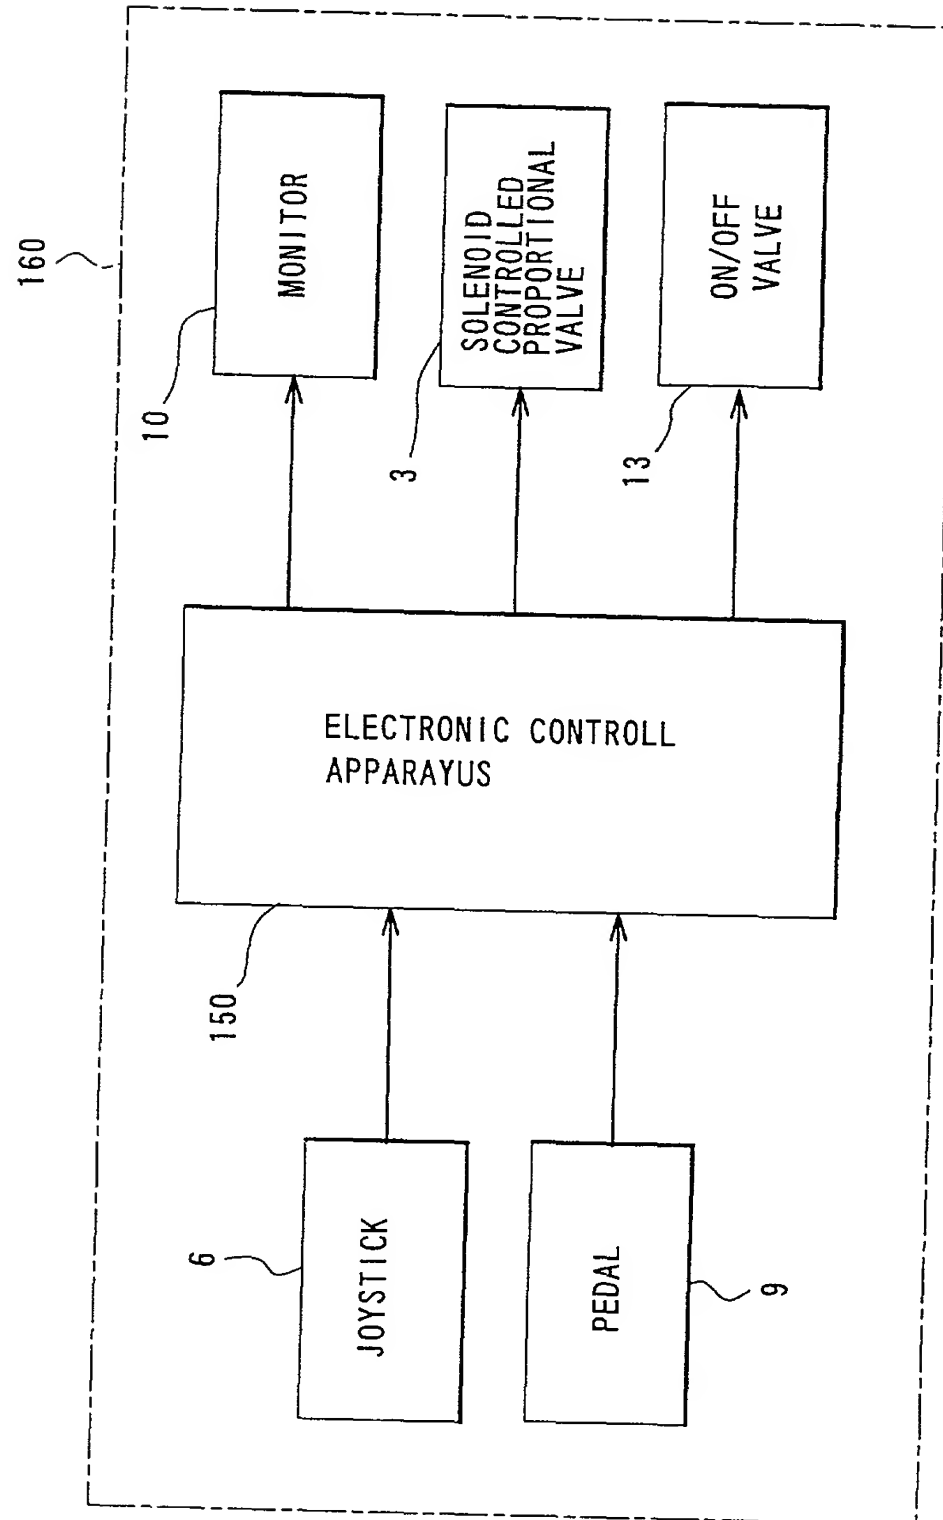 160
MONITOR
10
SOLENOID
CONTROLLED
PROPORTIONAL
VALVE
3
ON/OFF
VALVE
13
ELECTRONIC CONTROLL
APPARAYUS
150
JOYSTICK
6
PEDAL
9